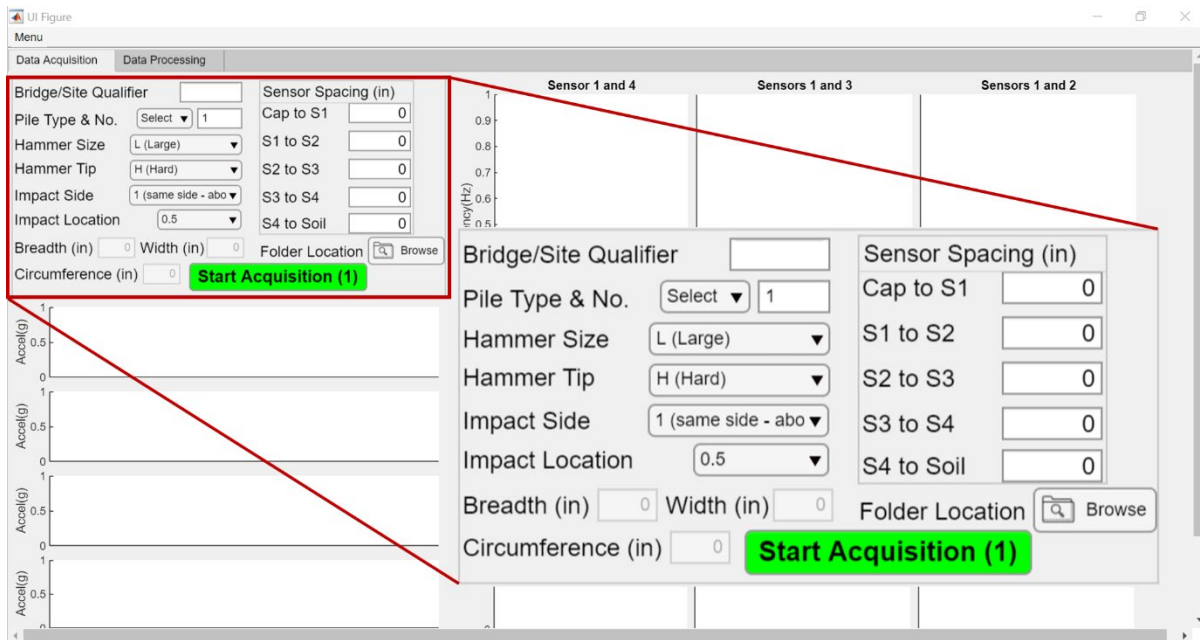 UI Figure
Menu
Data Acquisition Data Processing
Bridge/Site Qualifier
Pile Type & No. Select 1
Hammer Size L (Large)
Hammer Tip H (Hard)
Impact Side 1 (same side - abo
Impact Location 0.5
Breadth (in) 0 Width (in) 0
Circumference (in) 0 Start Acquisition (1)
Sensor Spacing (in)
Cap to S1 0
S1 to S2 0
S2 to S3 0
S3 to S4 0
S4 to Soil 0
Folder Location Browse
Sensor 1 and 4 Sensors 1 and 3 Sensors 1 and 2
1
0.9
0.8
0.7
0.6
0.5
ency(Hz)
Bridge/Site Qualifier
Pile Type & No. Select 1
Hammer Size L (Large)
Hammer Tip H (Hard)
Impact Side 1 (same side - abo
Impact Location 0.5
Breadth (in) 0 Width (in) 0
Circumference (in) 0 Start Acquisition (1)
Sensor Spacing (in)
Cap to S1 0
S1 to S2 0
S2 to S3 0
S3 to S4 0
S4 to Soil 0
Folder Location Browse
1
Accel(g) 0.5
0
1
Accel(g) 0.5
0
1
Accel(g) 0.5
0
1
Accel(g) 0.5
0
0